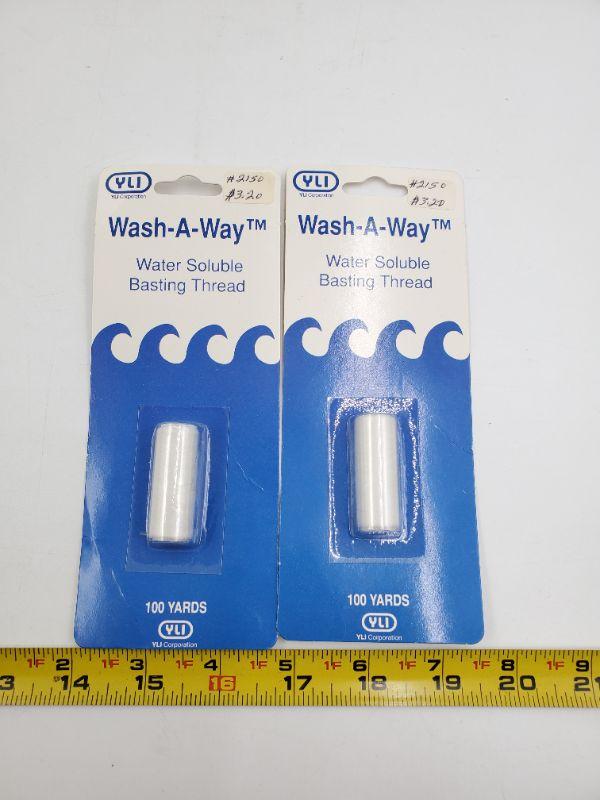 YLI
YLI Corporation
#2150
$3.20
Wash-A-Way™
Water Soluble
Basting Thread
100 YARDS
YLI
YLI Corporation
YLI
YLI Corporation
#2150
$3.20
Wash-A-Way™
Water Soluble
Basting Thread
100 YARDS
YLI
YLI Corporation
1F 2 1F 3 1F 4 1F 5 1F 6 1F 7 1F 8 1F 9
3 14 15 16 17 18 19 20 21